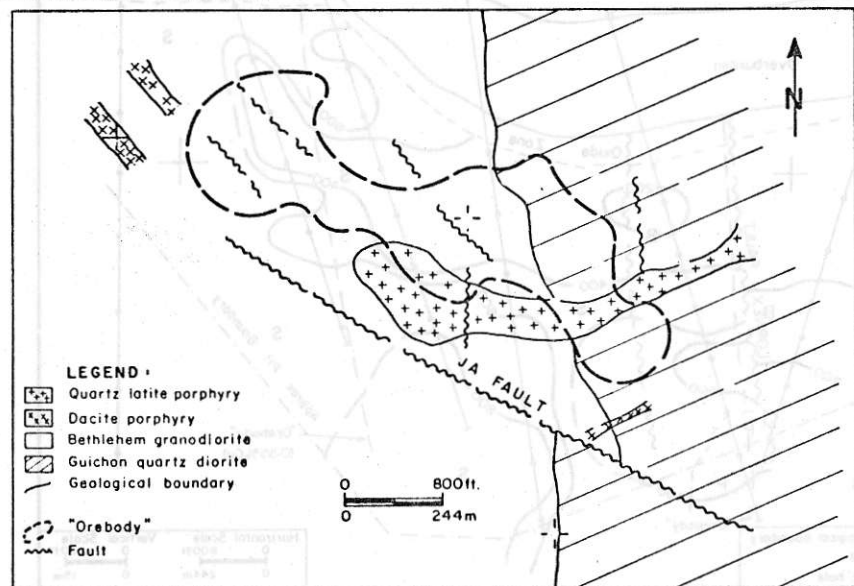 N
JA FAULT
LEGEND :
Quartz latite porphyry
Dacite porphyry
Bethlehem granodiorite
Guichon quartz diorite
Geological boundary
"Orebody"
Fault
0 800ft.
0 244m